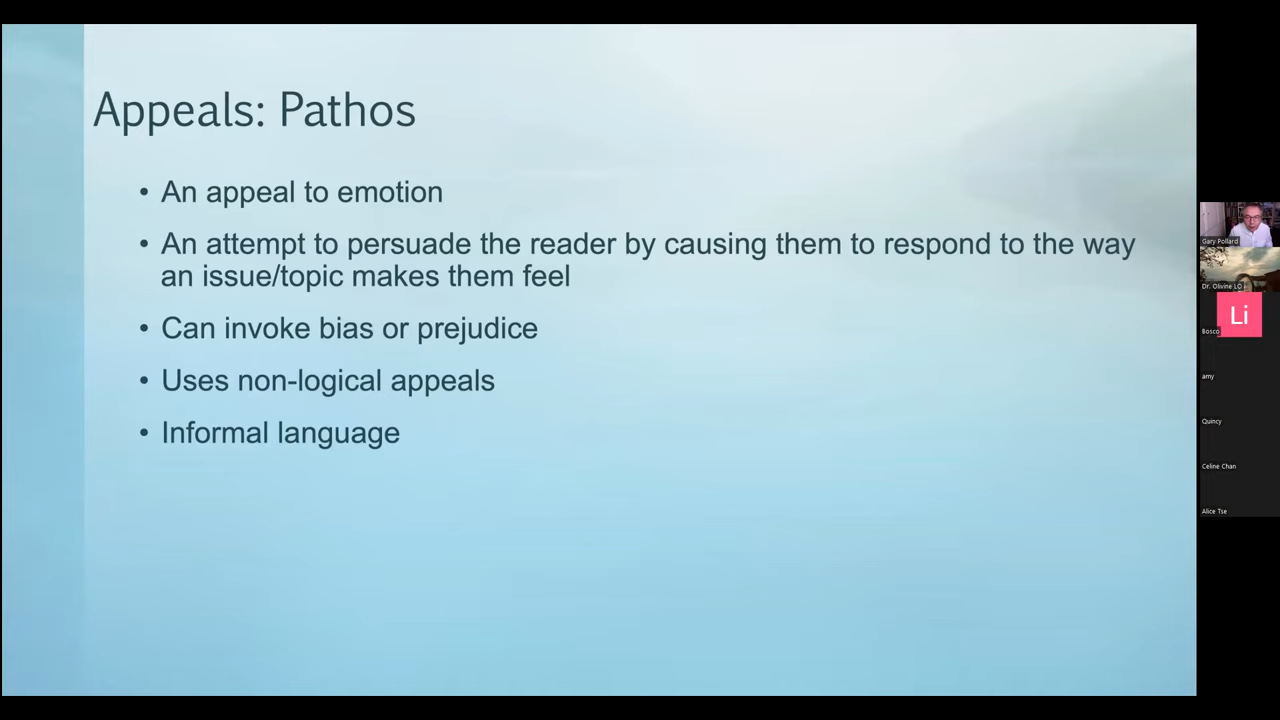 Appeals: Pathos
• An appeal to emotion
• An attempt to persuade the reader by causing them to respond to the way
an issue/topic makes them feel
• Can invoke bias or prejudice
• Uses non-logical appeals
• Informal language
Gary Pollard
Dr. Olivine LO
Li
Bosco
amy
Quincy
Celine Chan
Alice Tse